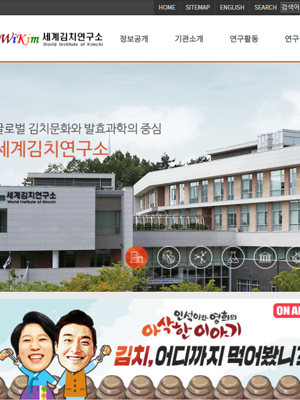 HOME SITEMAP ENGLISH SEARCH 검색어
WiKim 세계김치연구소
World Institute of Kimchi
정보공개 기관소개 연구활동 연구
글로벌 김치문화와 발효과학의 중심
세계김치연구소
세계김치연구소
World Institute of Kimchi
ON A
민석이와 영화의
아삭한 이야기
김치, 어디까지 먹어봤니?